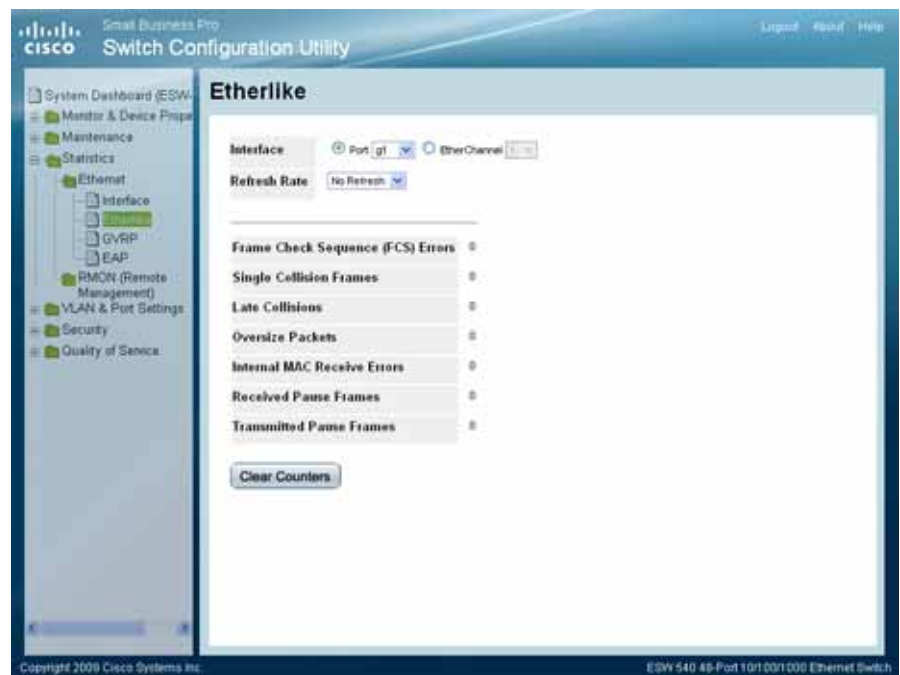 Small Business Pro
cisco Switch Configuration Utility
Logout About Help
System Dashboard (ESW-
Monitor & Device Prope
Maintenance
Statistics
Ethernet
Interface
Etherlike
GVRP
EAP
RMON (Remote
Management)
VLAN & Port Settings
Security
Quality of Service
Etherlike
Interface Port g1 EtherChannel
Refresh Rate No Refresh
Frame Check Sequence (FCS) Errors 0
Single Collision Frames 0
Late Collisions 0
Oversize Packets 0
Internal MAC Receive Errors 0
Received Pause Frames 0
Transmitted Pause Frames 0
Clear Counters
Copyright 2009 Cisco Systems Inc.
ESW 540 48-Port 10/100/1000 Ethernet Switch